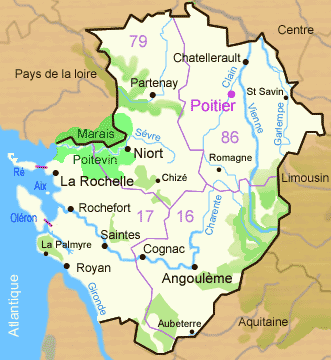 79
Centre
Chatellerault
Pays de la loire
Partenay
Clain
St Savin
Poitier
Vienne
Gartempe
Marais
Sèvre
86
Poitevin
Niort
Romagne
Ré
La Rochelle
Chizé
Limousin
Aix
Rochefort
17
16
Charente
Oléron
Saintes
La Palmyre
Cognac
Royan
Angoulème
Atlantique
Gironde
Aubeterre
Aquitaine